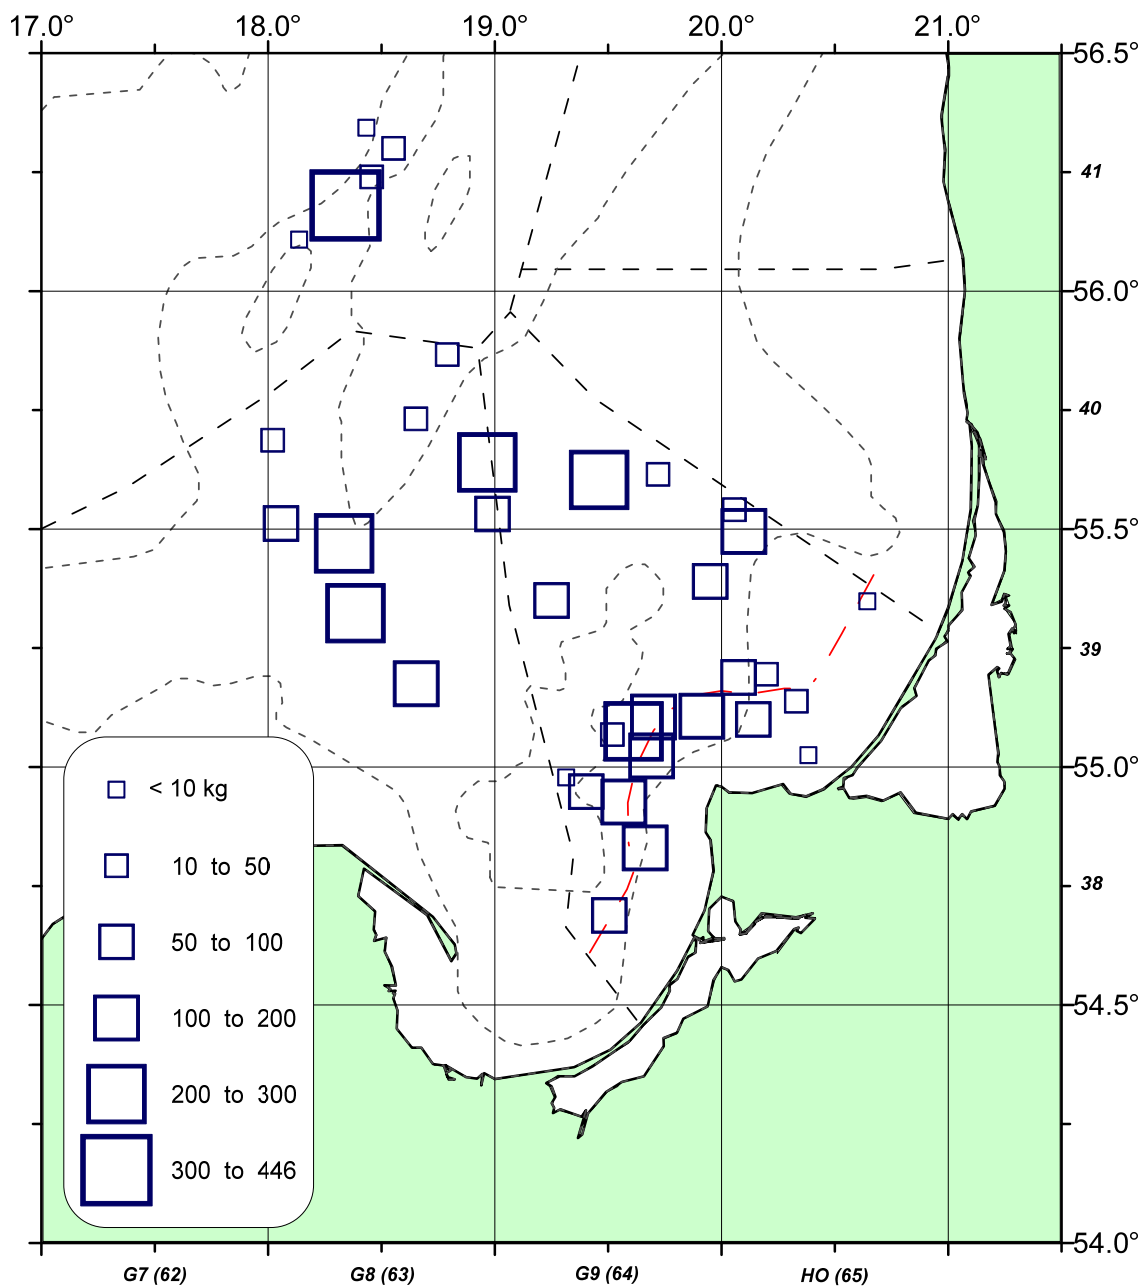 17.0° 18.0° 19.0° 20.0° 21.0°
56.5°
41
56.0°
40
55.5°
39
55.0°
< 10 kg
10 to 50
38
50 to 100
54.5°
100 to 200
200 to 300
300 to 446
54.0°
G7 (62) G8 (63) G9 (64) HO (65)